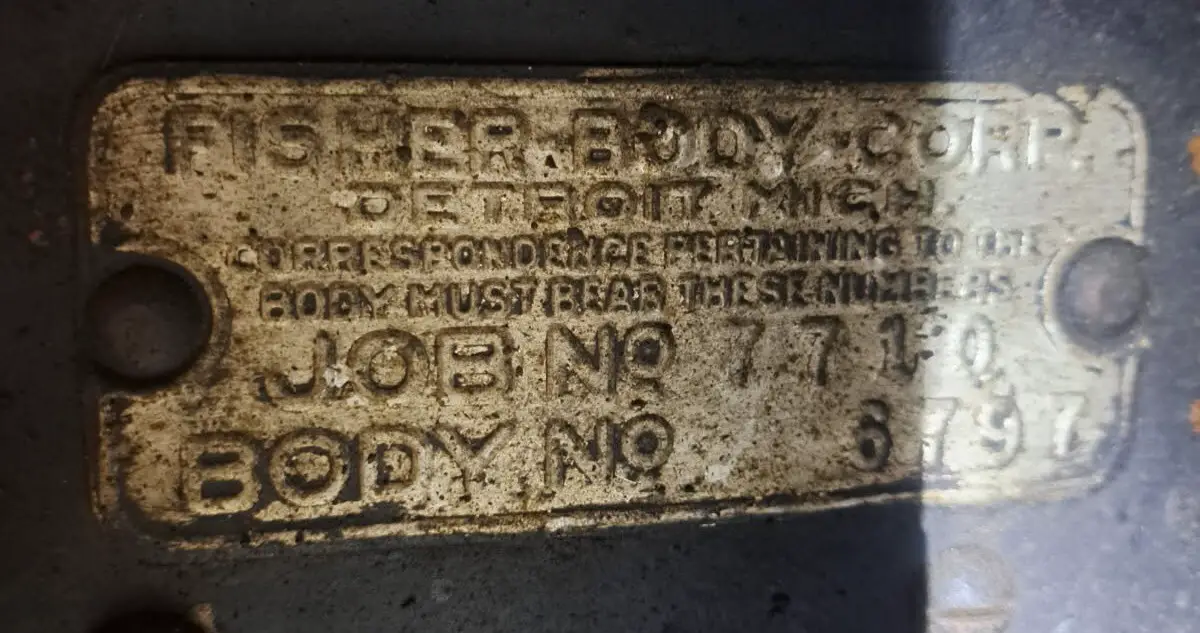 FISHER·BODY·CORP.
DETROIT MICH.
CORRESPONDENCE PERTAINING TO THE
BODY MUST BEAR THESE NUMBERS
JOB No 7710
BODY No